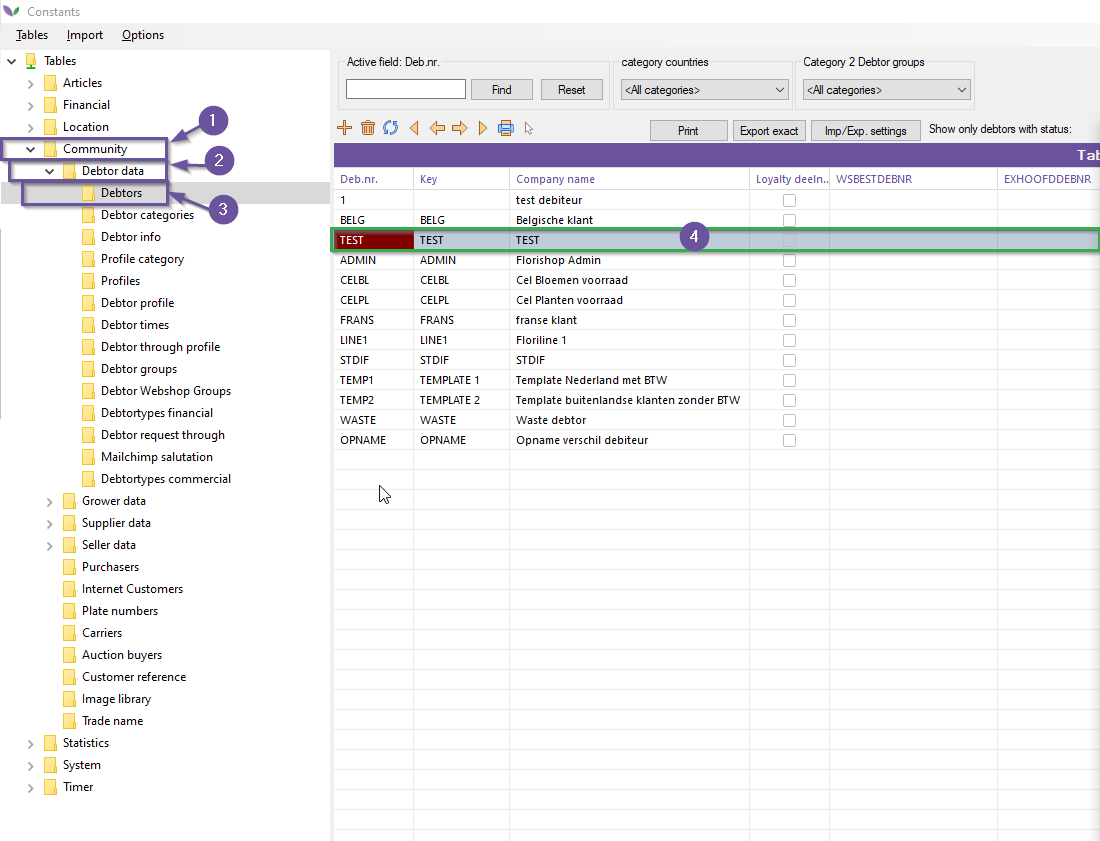 Constants
Tables Import Options
Tables
Articles
Financial
Location
Community
Debtor data
Debtors
Debtor categories
Debtor info
Profile category
Profiles
Debtor profile
Debtor times
Debtor through profile
Debtor groups
Debtor Webshop Groups
Debtortypes financial
Debtor request through
Mailchimp salutation
Debtortypes commercial
Grower data
Supplier data
Seller data
Purchasers
Internet Customers
Plate numbers
Carriers
Auction buyers
Customer reference
Image library
Trade name
Statistics
System
Timer
1
2
3
Active field: Deb.nr. category countries Category 2 Debtor groups
Find Reset <All categories> <All categories>
Print Export exact Imp/Exp. settings Show only debtors with status:
Tab
Deb.nr. Key Company name Loyalty deeln.. WSBESTDEBNR EXHOOFDDEBNR
1 test debiteur
BELG BELG Belgische klant
TEST TEST TEST 4
ADMIN ADMIN Florishop Admin
CELBL CELBL Cel Bloemen voorraad
CELPL CELPL Cel Planten voorraad
FRANS FRANS franse klant
LINE1 LINE1 Floriline 1
STDIF STDIF STDIF
TEMP1 TEMPLATE 1 Template Nederland met BTW
TEMP2 TEMPLATE 2 Template buitenlandse klanten zonder BTW
WASTE WASTE Waste debtor
OPNAME OPNAME Opname verschil debiteur